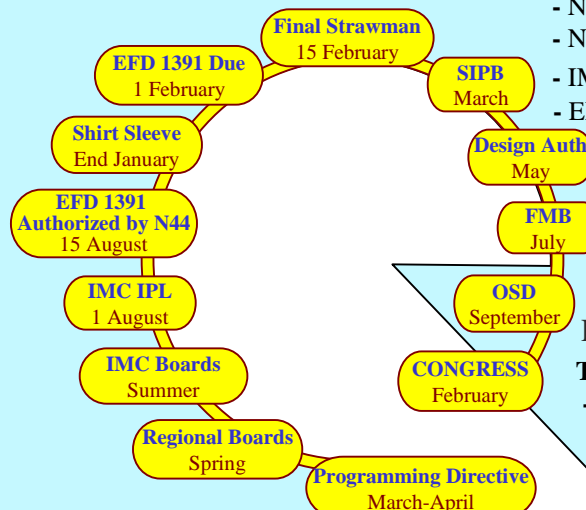 Final Strawman
15 February
EFD 1391 Due
1 February
SIPB
March
Shirt Sleeve
End January
Design Auth
May
EFD 1391
Authorized by N44
15 August
FMB
July
IMC IPL
1 August
OSD
September
IMC Boards
Summer
CONGRESS
February
Regional Boards
Spring
Programming Directive
March-April
- N
- N
- IM